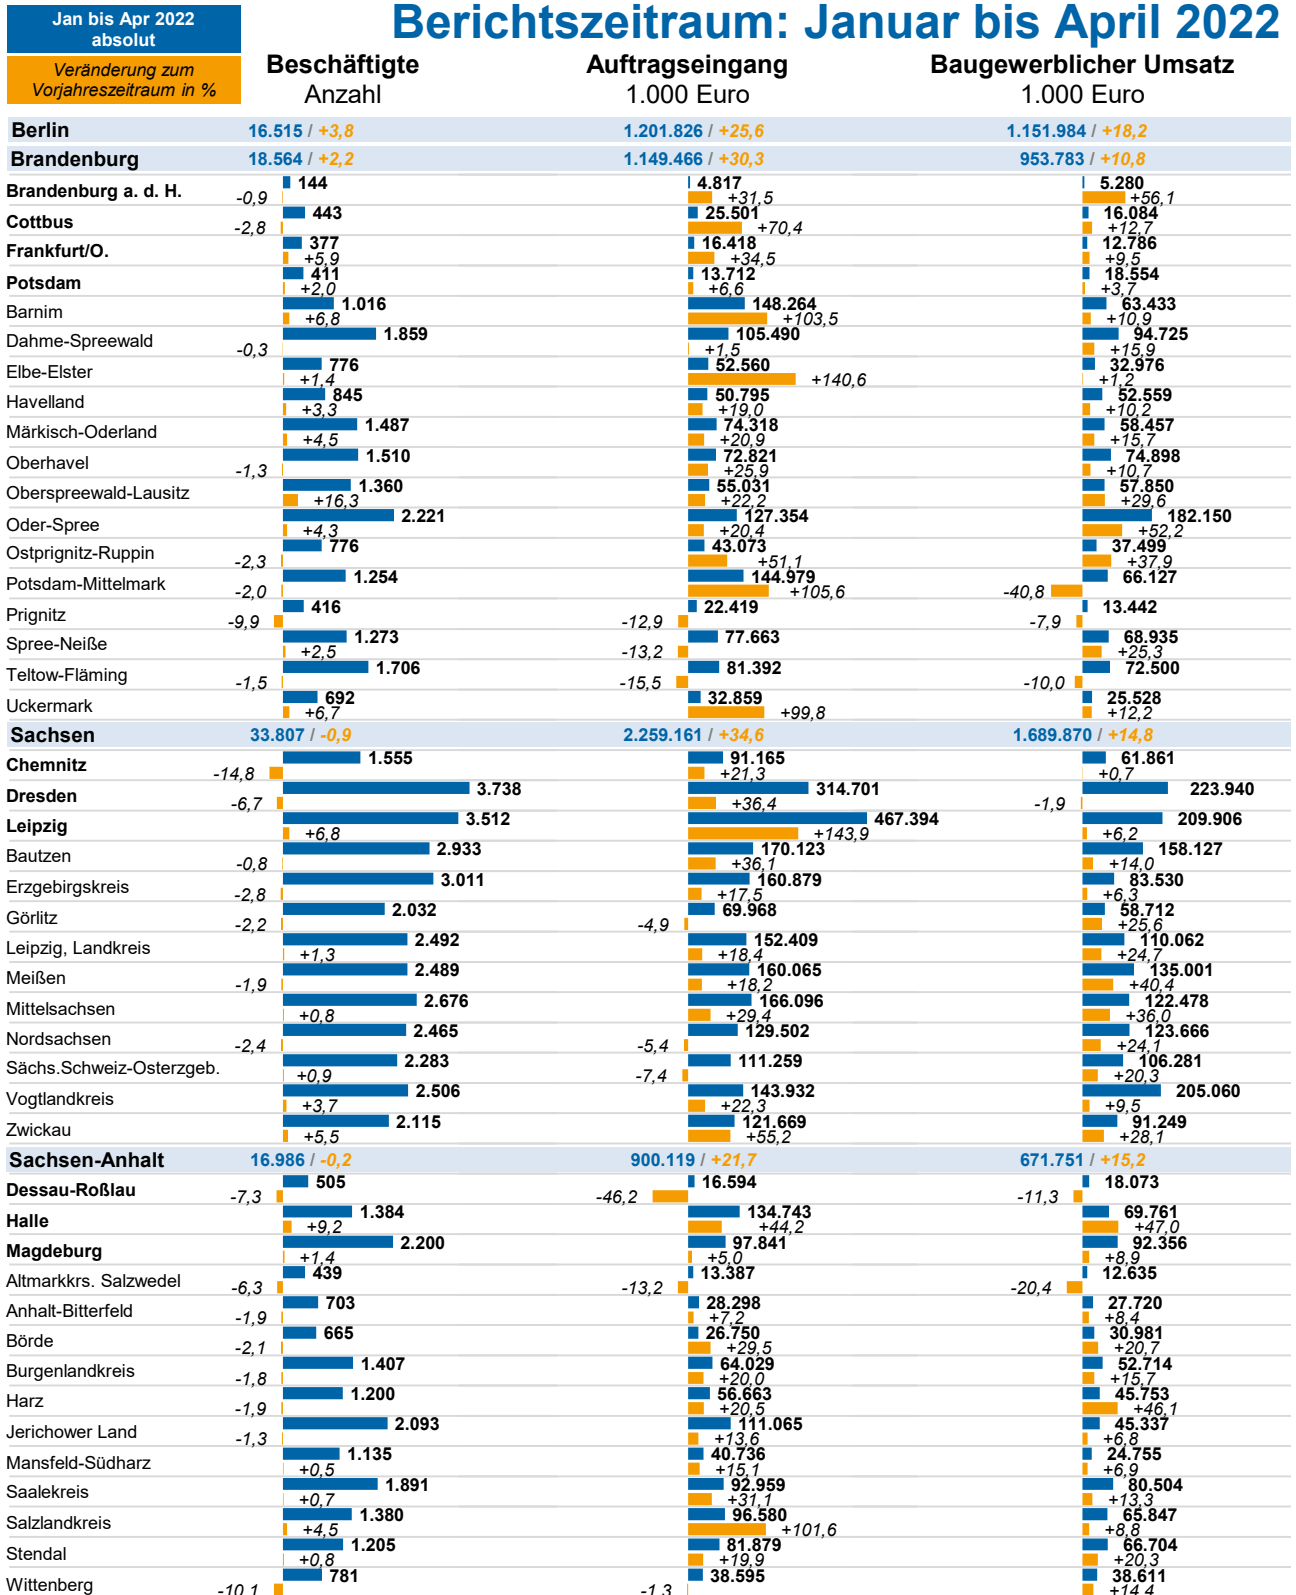 Jan bis Apr 2022
absolut
Veränderung zum
Vorjahreszeitraum in %
Berichtszeitraum: Januar bis April 2022
Beschäftigte Auftragseingang Baugewerblicher Umsatz
Anzahl 1.000 Euro 1.000 Euro
Berlin 16.515 / +3,8 1.201.826 / +25,6 1.151.984 / +18,2
Brandenburg 18.564 / +2,2 1.149.466 / +30,3 953.783 / +10,8
Brandenburg a. d. H. 144 4.817 5.280
-0,9 +31,5 +56,1
Cottbus 443 25.501 16.084
-2,8 +70,4 +12,7
Frankfurt/O. 377 16.418 12.786
+5,9 +34,5 +9,5
Potsdam 411 13.712 18.554
+2,0 +6,6 +3,7
Barnim 1.016 148.264 63.433
+6,8 +103,5 +10,9
Dahme-Spreewald 1.859 105.490 94.725
-0,3 +1,5 +15,9
Elbe-Elster 776 52.560 32.976
+1,4 +140,6 +1,2
Havelland 845 50.795 52.559
+3,3 +19,0 +10,2
Märkisch-Oderland 1.487 74.318 58.457
+4,5 +20,9 +15,7
Oberhavel 1.510 72.821 74.898
-1,3 +25,9 +10,7
Oberspreewald-Lausitz 1.360 55.031 57.850
+16,3 +22,2 +29,6
Oder-Spree 2.221 127.354 182.150
+4,3 +20,4 +52,2
Ostprignitz-Ruppin 776 43.073 37.499
-2,3 +51,1 +37,9
Potsdam-Mittelmark 1.254 144.979 66.127
-2,0 +105,6 -40,8
Prignitz 416 22.419 13.442
-9,9 -12,9 -7,9
Spree-Neiße 1.273 77.663 68.935
+2,5 -13,2 +25,3
Teltow-Fläming 1.706 81.392 72.500
-1,5 -15,5 -10,0
Uckermark 692 32.859 25.528
+6,7 +99,8 +12,2
Sachsen 33.807 / -0,9 2.259.161 / +34,6 1.689.870 / +14,8
Chemnitz 1.555 91.165 61.861
-14,8 +21,3 +0,7
Dresden 3.738 314.701 223.940
-6,7 +36,4 -1,9
Leipzig 3.512 467.394 209.906
+6,8 +143,9 +6,2
Bautzen 2.933 170.123 158.127
-0,8 +36,1 +14,0
Erzgebirgskreis 3.011 160.879 83.530
-2,8 +17,5 +6,3
Görlitz 2.032 69.968 58.712
-2,2 -4,9 +25,6
Leipzig, Landkreis 2.492 152.409 110.062
+1,3 +18,4 +24,7
Meißen 2.489 160.065 135.001
-1,9 +18,2 +40,4
Mittelsachsen 2.676 166.096 122.478
+0,8 +29,4 +36,0
Nordsachsen 2.465 129.502 123.666
-2,4 -5,4 +24,1
Sächs.Schweiz-Osterzgeb. 2.283 111.259 106.281
+0,9 -7,4 +20,3
Vogtlandkreis 2.506 143.932 205.060
+3,7 +22,3 +9,5
Zwickau 2.115 121.669 91.249
+5,5 +55,2 +28,1
Sachsen-Anhalt 16.986 / -0,2 900.119 / +21,7 671.751 / +15,2
Dessau-Roßlau 505 16.594 18.073
-7,3 -46,2 -11,3
Halle 1.384 134.743 69.761
+9,2 +44,2 +47,0
Magdeburg 2.200 97.841 92.356
+1,4 +5,0 +8,9
Altmarkkrs. Salzwedel 439 13.387 12.635
-6,3 -13,2 -20,4
Anhalt-Bitterfeld 703 28.298 27.720
-1,9 +7,2 +8,4
Börde 665 26.750 30.981
-2,1 +29,5 +20,7
Burgenlandkreis 1.407 64.029 52.714
-1,8 +20,0 +15,7
Harz 1.200 56.663 45.753
-1,9 +20,5 +46,1
Jerichower Land 2.093 111.065 45.337
-1,3 +13,6 +6,8
Mansfeld-Südharz 1.135 40.736 24.755
+0,5 +15,1 +6,9
Saalekreis 1.891 92.959 80.504
+0,7 +31,1 +13,3
Salzlandkreis 1.380 96.580 65.847
+4,5 +101,6 +8,8
Stendal 1.205 81.879 66.704
+0,8 +19,9 +20,3
Wittenberg 781 38.595 38.611
-10,1 -1,3 +14,4